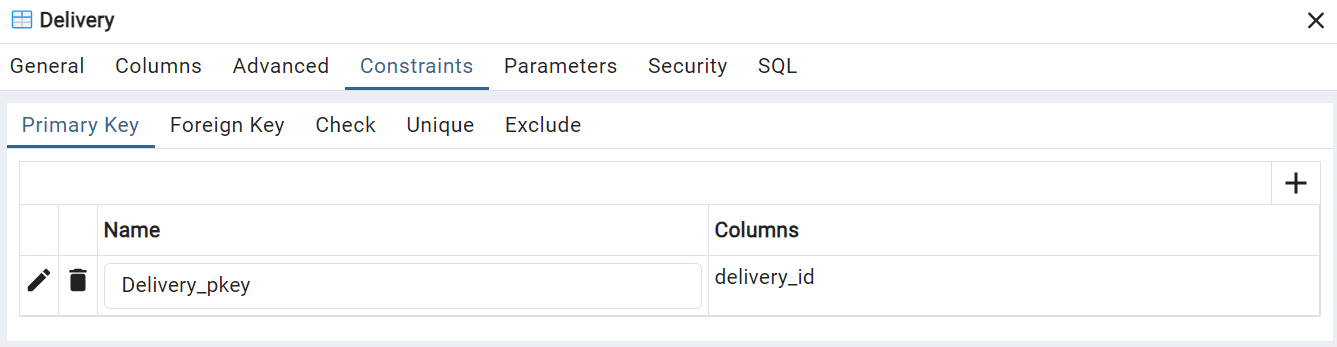 Delivery
General Columns Advanced Constraints Parameters Security SQL
Primary Key Foreign Key Check Unique Exclude
Name Columns
Delivery_pkey delivery_id